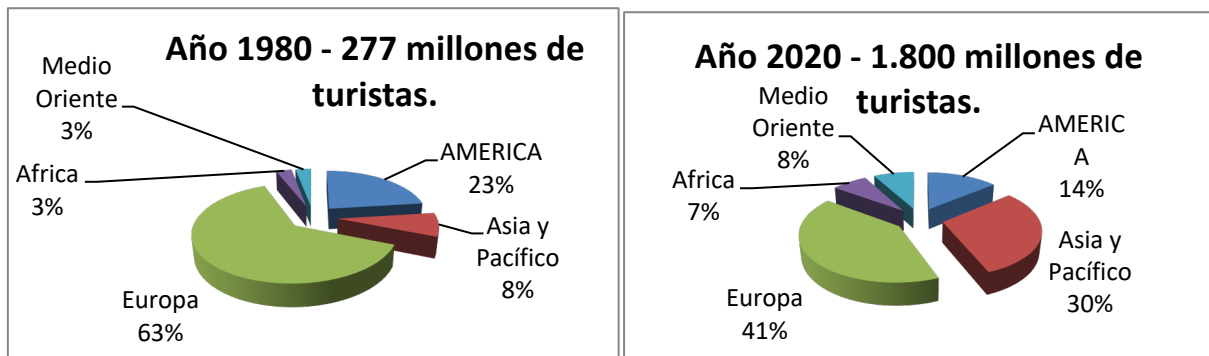 Año 1980 - 277 millones de
turistas.
Medio
Oriente
3%
Africa
3%
AMERICA
23%
Asia y
Pacífico
8%
Europa
63%
Año 2020 - 1.800 millones de
turistas.
Medio
Oriente
8%
Africa
7%
AMERIC
A
14%
Asia y
Pacífico
30%
Europa
41%